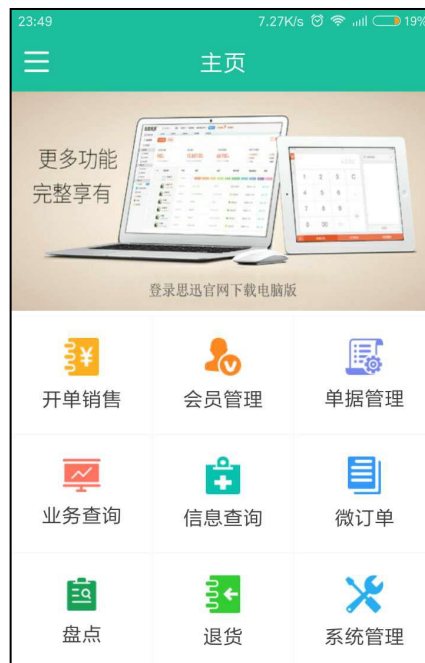 23:49 7.27K/s 19%
主页
更多功能
完整享有
登录思迅官网下载电脑版
开单销售 会员管理 单据管理
业务查询 信息查询 微订单
盘点 退货 系统管理